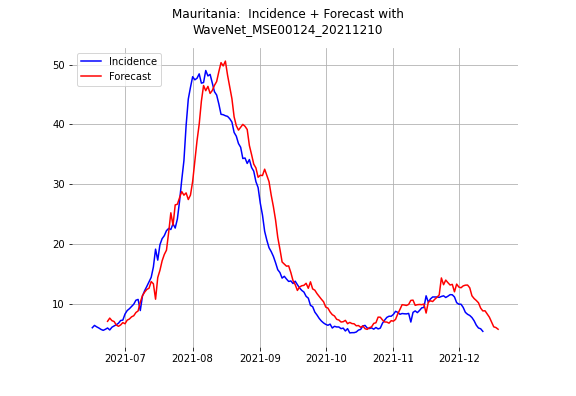 Mauritania: Incidence + Forecast with
WaveNet_MSE00124_20211210
Incidence
Forecast
50
40
30
20
10
2021-07 2021-08 2021-09 2021-10 2021-11 2021-12